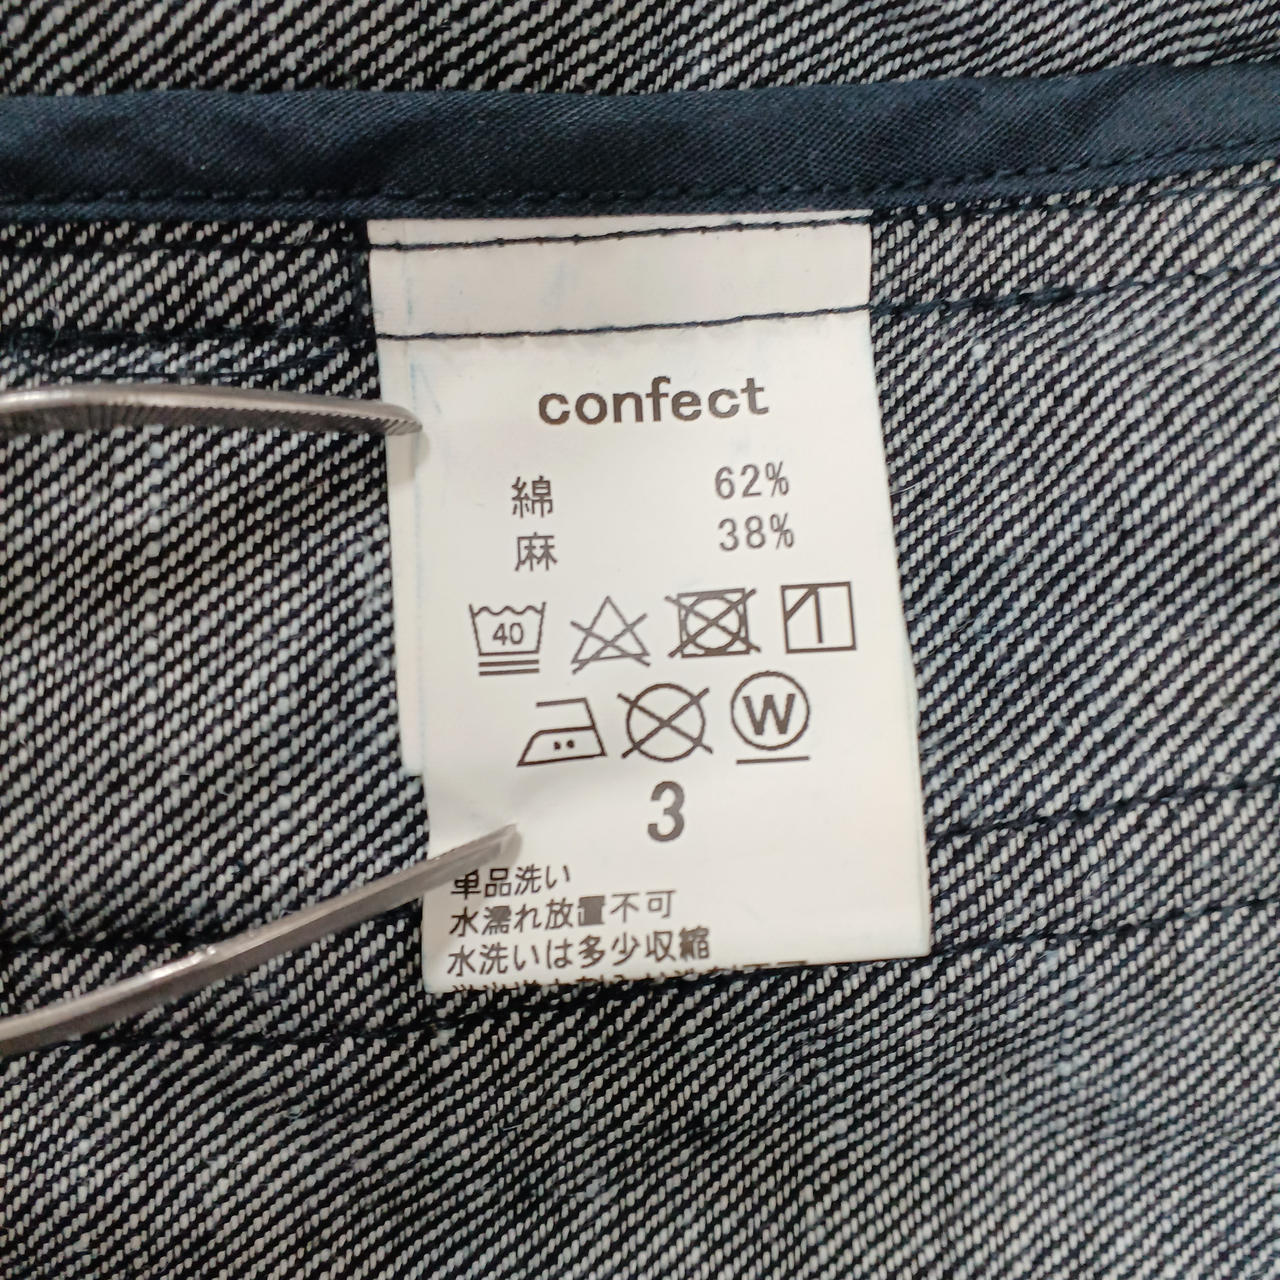 confect
綿 62%
麻 38%
40
W
3
単品洗い
水濡れ放置不可
水洗いは多少収縮